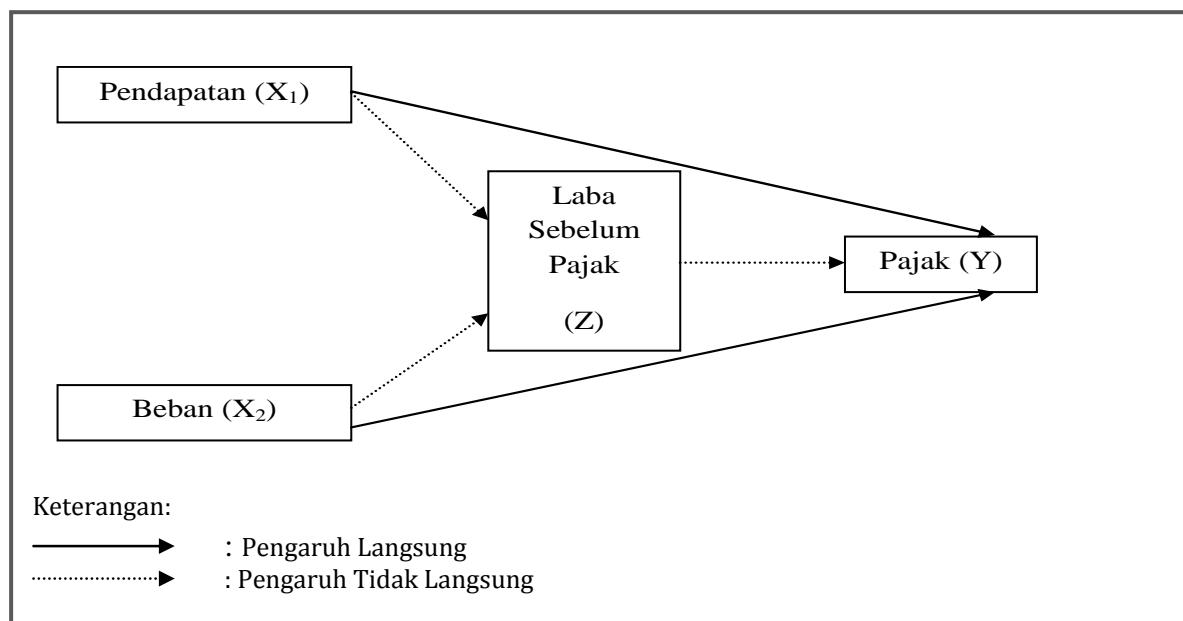 Pendapatan (X₁)
Laba
Sebelum
Pajak
(Z)
Pajak (Y)
Beban (X₂)
Keterangan:
: Pengaruh Langsung
: Pengaruh Tidak Langsung